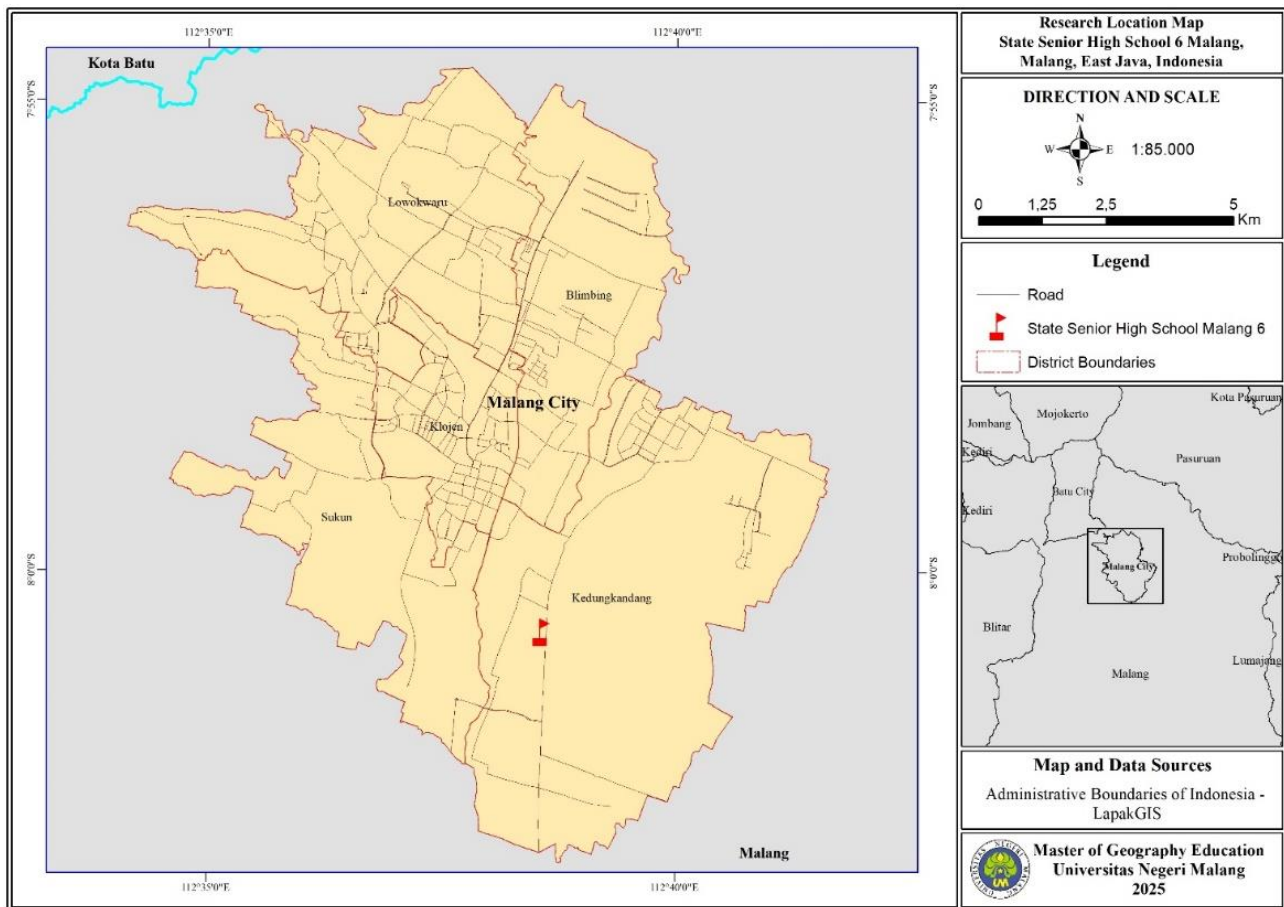 112°35'0"E
112°40'0"E
Kota Batu
7°55'0"S
7°55'0"S
Lowokwaru
Blimbing
Malang City
Klojen
Sukun
8°0'0"S
8°0'0"S
Kedungkandang
Malang
112°35'0"E
112°40'0"E
Research Location Map
State Senior High School 6 Malang,
Malang, East Java, Indonesia
DIRECTION AND SCALE
N
W
E
S
1:85.000
0
1,25
2,5
5
Km
Legend
Road
State Senior High School Malang 6
District Boundaries
Kota Pasuruan
Mojokerto
Jombang
Kediri
Pasuruan
Batu City
Kediri
Probolinggo
Malang City
Blitar
Lumajang
Malang
Map and Data Sources
Administrative Boundaries of Indonesia -
LapakGIS
Master of Geography Education
Universitas Negeri Malang
2025
UNIVERSITAS NEGERI MALANG
UM